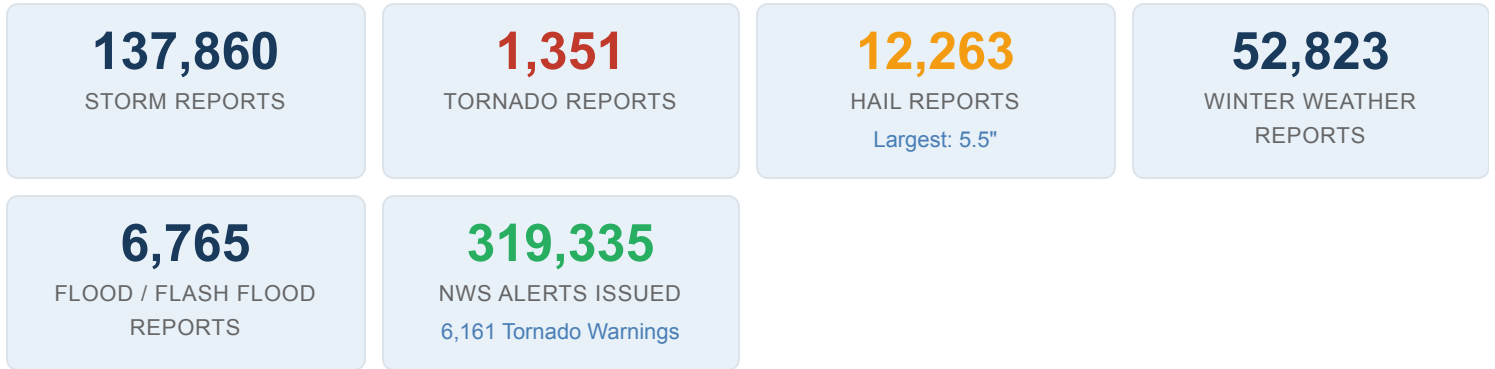 137,860
STORM REPORTS
1,351
TORNADO REPORTS
12,263
HAIL REPORTS
Largest: 5.5"
52,823
WINTER WEATHER
REPORTS
6,765
FLOOD / FLASH FLOOD
REPORTS
319,335
NWS ALERTS ISSUED
6,161 Tornado Warnings